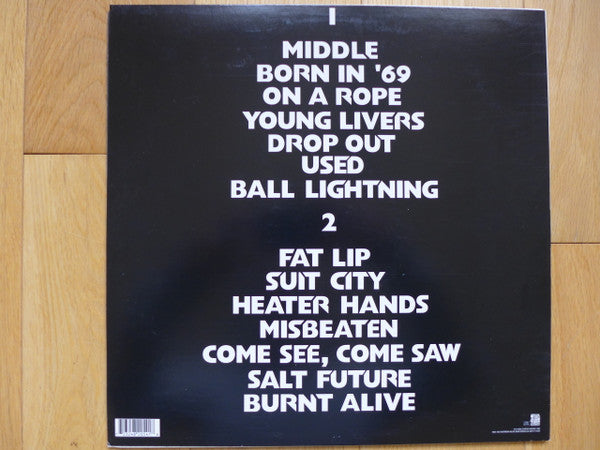 1
MIDDLE
BORN IN '69
ON A ROPE
YOUNG LIVERS
DROP OUT
USED
BALL LIGHTNING
2
FAT LIP
SUIT CITY
HEATER HANDS
MISBEATEN
COME SEE, COME SAW
SALT FUTURE
BURNT ALIVE